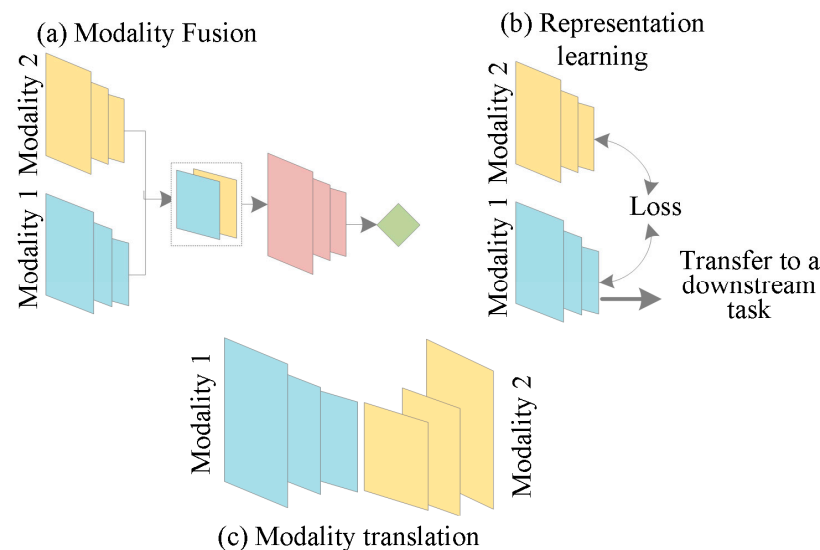 (a) Modality Fusion
Modality 2
Modality 1
(b) Representation
learning
Modality 2
Modality 1
Loss
Transfer to a
downstream
task
Modality 1
Modality 2
(c) Modality translation